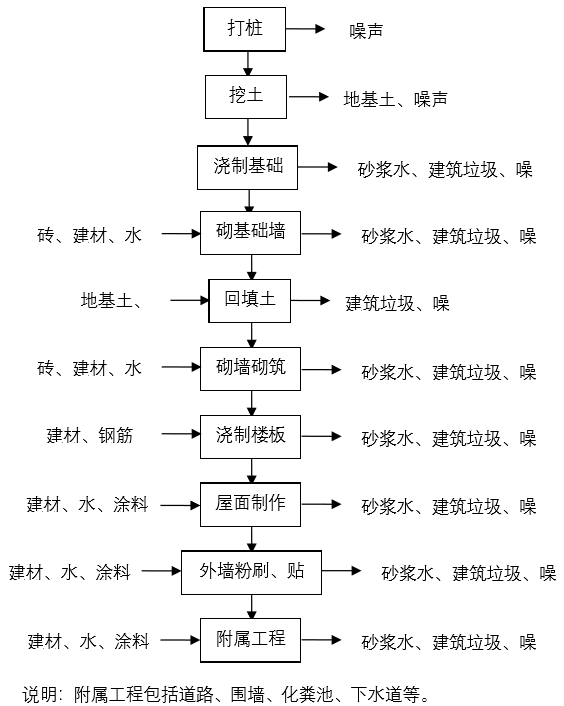 打桩
噪声
挖土
地基土、噪声
浇制基础
砂浆水、建筑垃圾、噪
砖、建材、水
砌基础墙
砂浆水、建筑垃圾、噪
地基土、
回填土
建筑垃圾、噪
砖、建材、水
砌墙砌筑
砂浆水、建筑垃圾、噪
建材、钢筋
浇制楼板
砂浆水、建筑垃圾、噪
建材、水、涂料
屋面制作
砂浆水、建筑垃圾、噪
建材、水、涂料
外墙粉刷、贴
砂浆水、建筑垃圾、噪
建材、水、涂料
附属工程
砂浆水、建筑垃圾、噪
说明：附属工程包括道路、围墙、化粪池、下水道等。